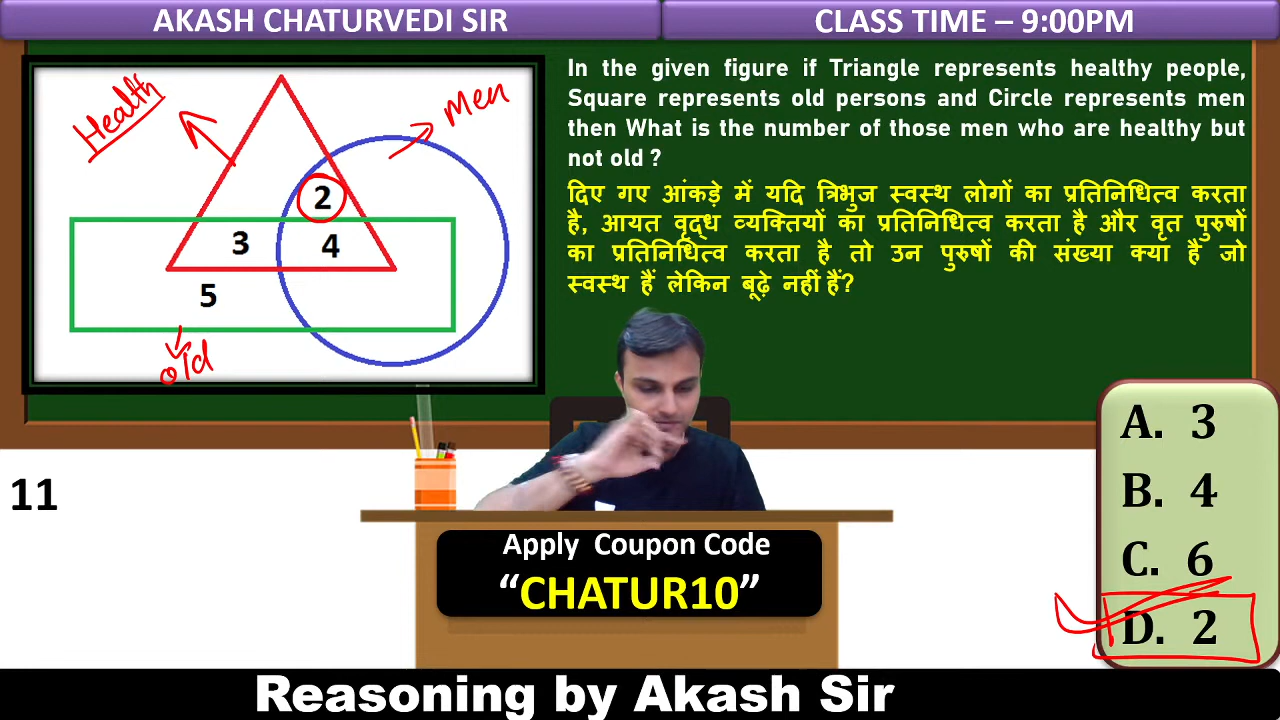 AKASH CHATURVEDI SIR
CLASS TIME – 9:00PM
Health
Men
2
3
4
5
old
In the given figure if Triangle represents healthy people,
Square represents old persons and Circle represents men
then What is the number of those men who are healthy but
not old ?
दिए गए आंकड़े में यदि त्रिभुज स्वस्थ लोगों का प्रतिनिधित्व करता
है, आयत वृद्ध व्यक्तियों का प्रतिनिधित्व करता है और वृत पुरुषों
का प्रतिनिधित्व करता है तो उन पुरुषों की संख्या क्या है जो
स्वस्थ हैं लेकिन बूढ़े नहीं हैं?
A. 3
B. 4
C. 6
D. 2
11
Apply Coupon Code
“CHATUR10”
Reasoning by Akash Sir